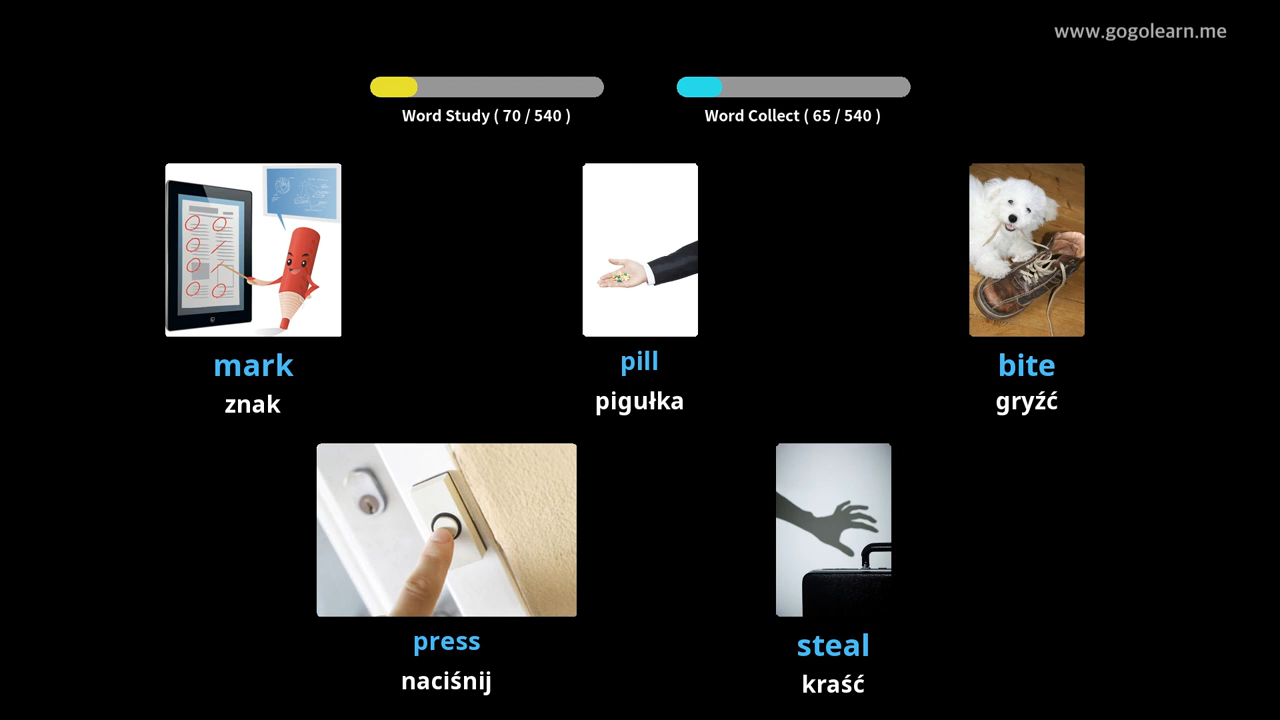 www.gogolearn.me
Word Study ( 70 / 540 )
Word Collect ( 65 / 540 )
mark
znak
pill
pigułka
bite
gryźć
press
naciśnij
steal
kraść